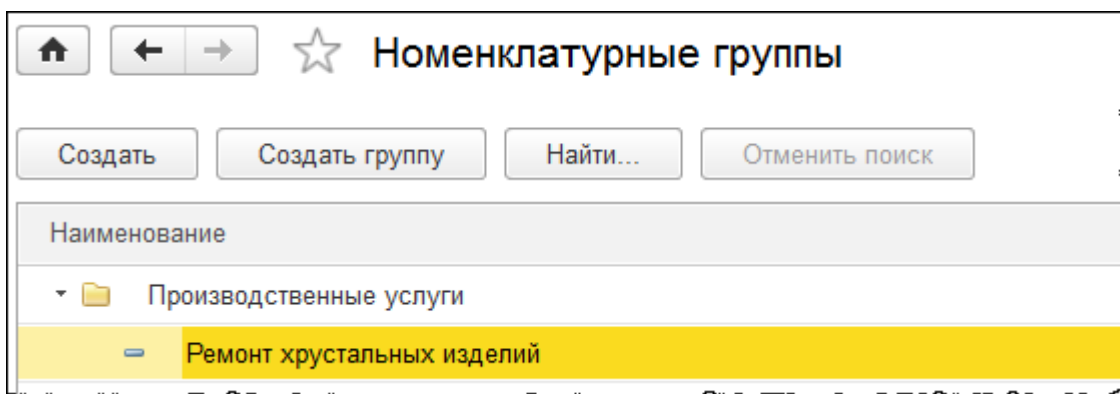 Номенклатурные группы
Создать Создать группу Найти... Отменить поиск
Наименование
Производственные услуги
Ремонт хрустальных изделий